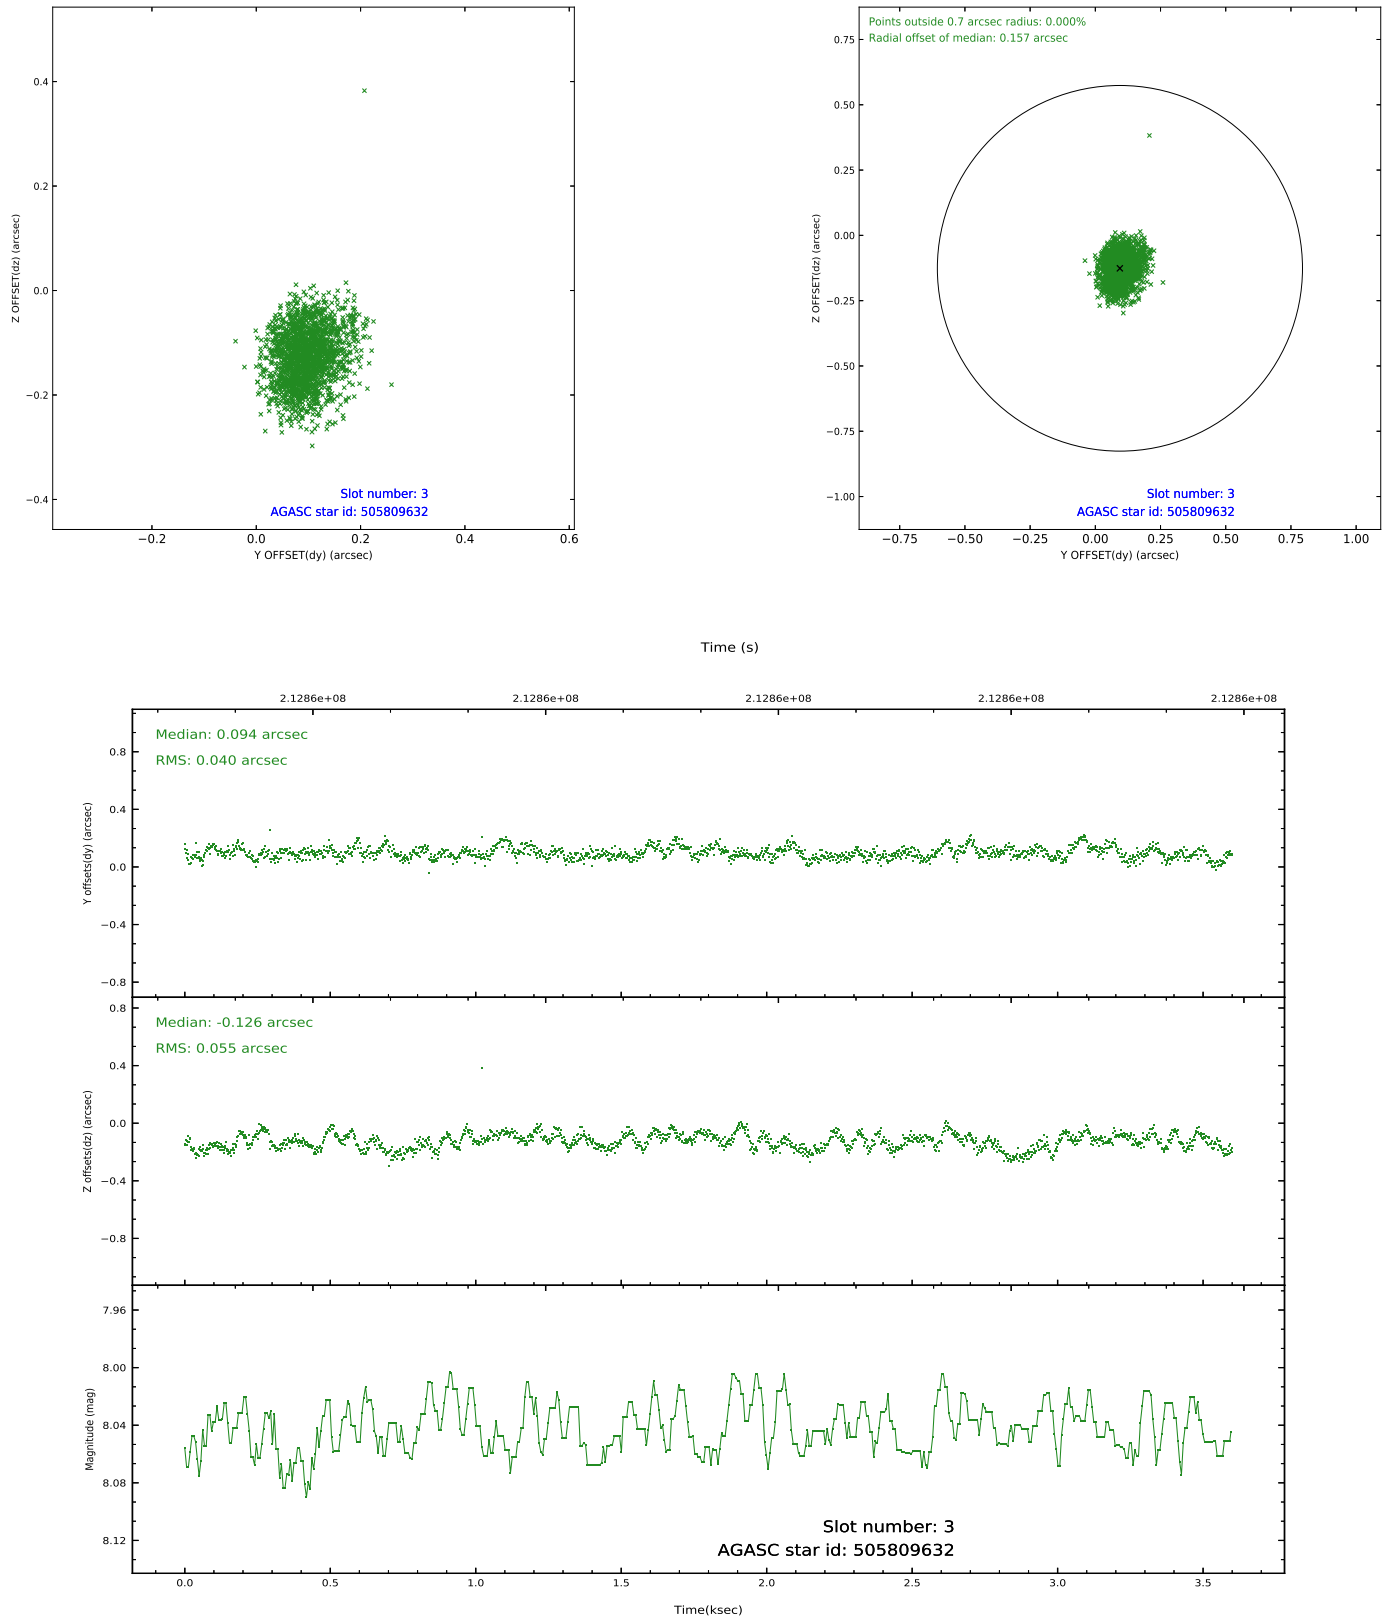 0.4
0.2
0.0
−0.2
−0.4
Z OFFSET(dz) (arcsec)
Slot number: 3
AGASC star id: 505809632
−0.2
0.0
0.2
0.4
0.6
Y OFFSET(dy) (arcsec)
Points outside 0.7 arcsec radius: 0.000%
Radial offset of median: 0.157 arcsec
0.75
0.50
0.25
0.00
−0.25
−0.50
−0.75
−1.00
Z OFFSET(dz) (arcsec)
Slot number: 3
AGASC star id: 505809632
−0.75
−0.50
−0.25
0.00
0.25
0.50
0.75
1.00
Y OFFSET(dy) (arcsec)
Time (s)
2.1286e+08
2.1286e+08
2.1286e+08
2.1286e+08
2.1286e+08
Median: 0.094 arcsec
RMS: 0.040 arcsec
0.8
0.4
0.0
−0.4
−0.8
Y offsets(dy) (arcsec)
Median: -0.126 arcsec
RMS: 0.055 arcsec
0.8
0.4
0.0
−0.4
−0.8
Z offsets(dz) (arcsec)
7.96
8.00
8.04
8.08
8.12
Magnitude (mag)
Slot number: 3
AGASC star id: 505809632
0.0
0.5
1.0
1.5
2.0
2.5
3.0
3.5
Time(ksec)